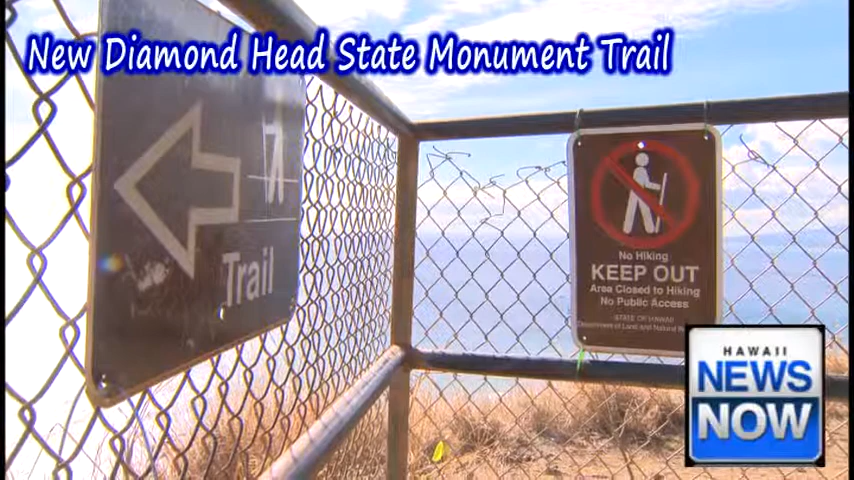 New Diamond Head State Monument Trail
Trail
No Hiking
KEEP OUT
Area Closed to Hiking
No Public Access
STATE OF HAWAII
Department of Land and Natural
HAWAII
NEWS
NOW